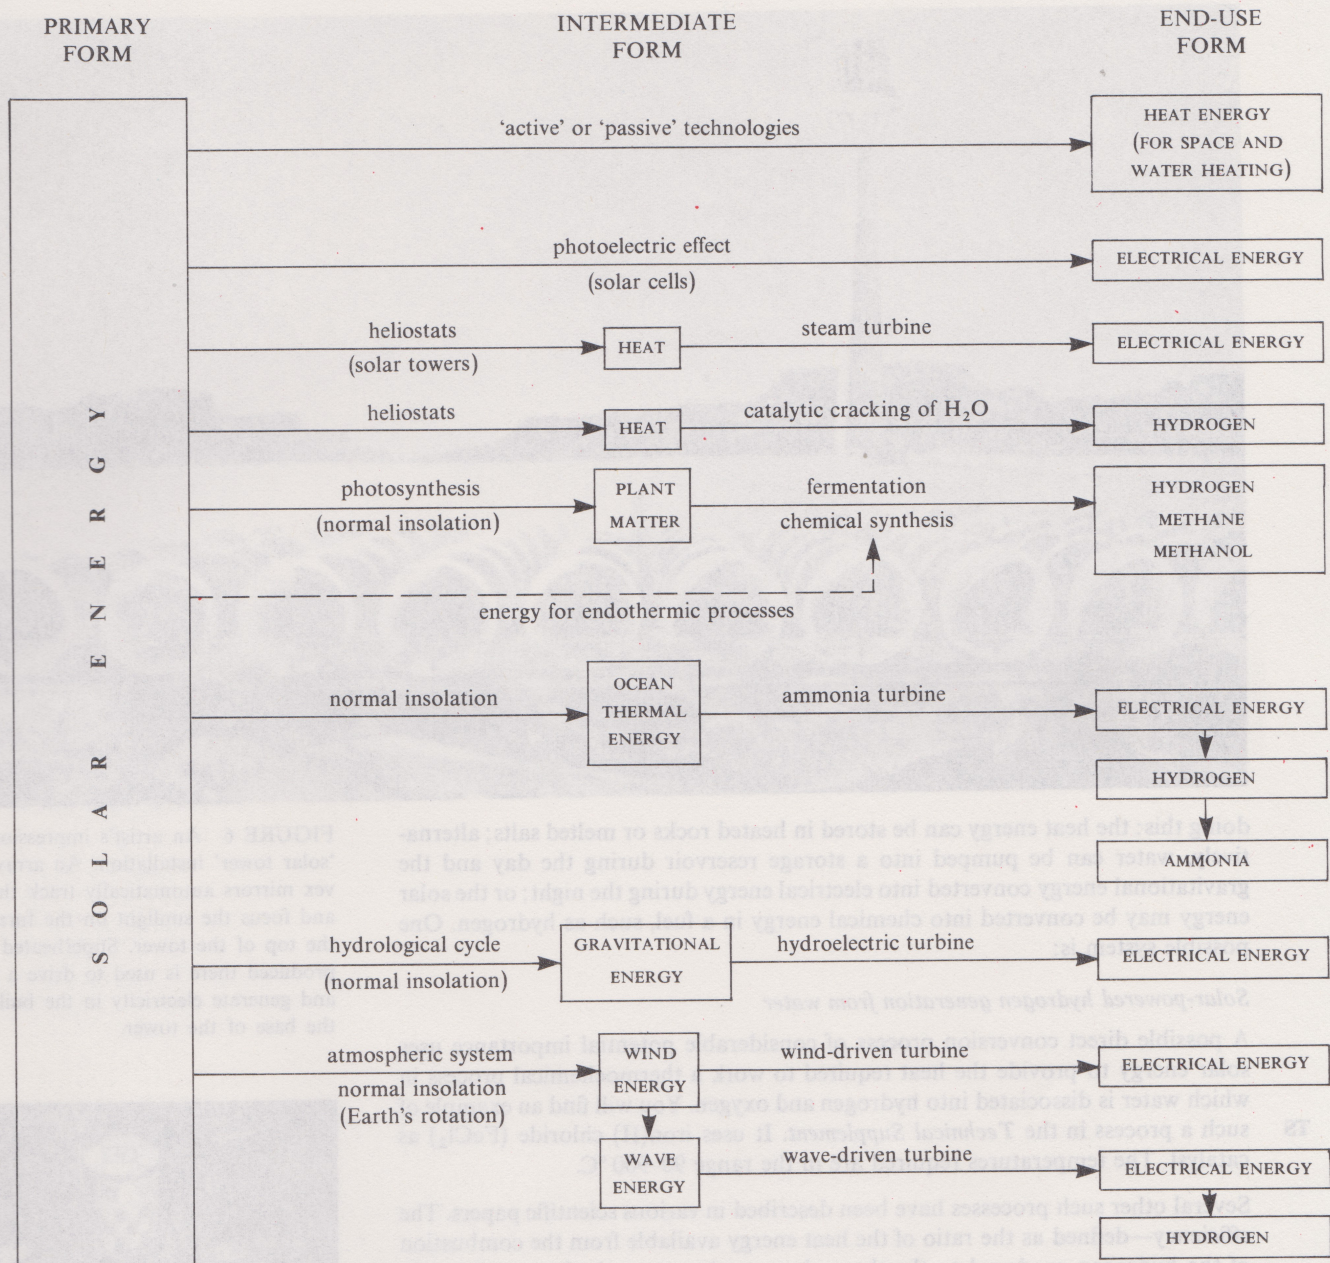 PRIMARY
FORM
INTERMEDIATE
FORM
END-USE
FORM
SOLAR ENERGY
‘active’ or ‘passive’ technologies
HEAT ENERGY
(FOR SPACE AND
WATER HEATING)
photoelectric effect
(solar cells)
ELECTRICAL ENERGY
heliostats
(solar towers)
HEAT
steam turbine
ELECTRICAL ENERGY
heliostats
HEAT
catalytic cracking of H₂O
HYDROGEN
photosynthesis
(normal insolation)
PLANT
MATTER
fermentation
chemical synthesis
HYDROGEN
METHANE
METHANOL
energy for endothermic processes
normal insolation
OCEAN
THERMAL
ENERGY
ammonia turbine
ELECTRICAL ENERGY
HYDROGEN
AMMONIA
hydrological cycle
(normal insolation)
GRAVITATIONAL
ENERGY
hydroelectric turbine
ELECTRICAL ENERGY
atmospheric system
normal insolation
(Earth’s rotation)
WIND
ENERGY
wind-driven turbine
ELECTRICAL ENERGY
WAVE
ENERGY
wave-driven turbine
ELECTRICAL ENERGY
HYDROGEN